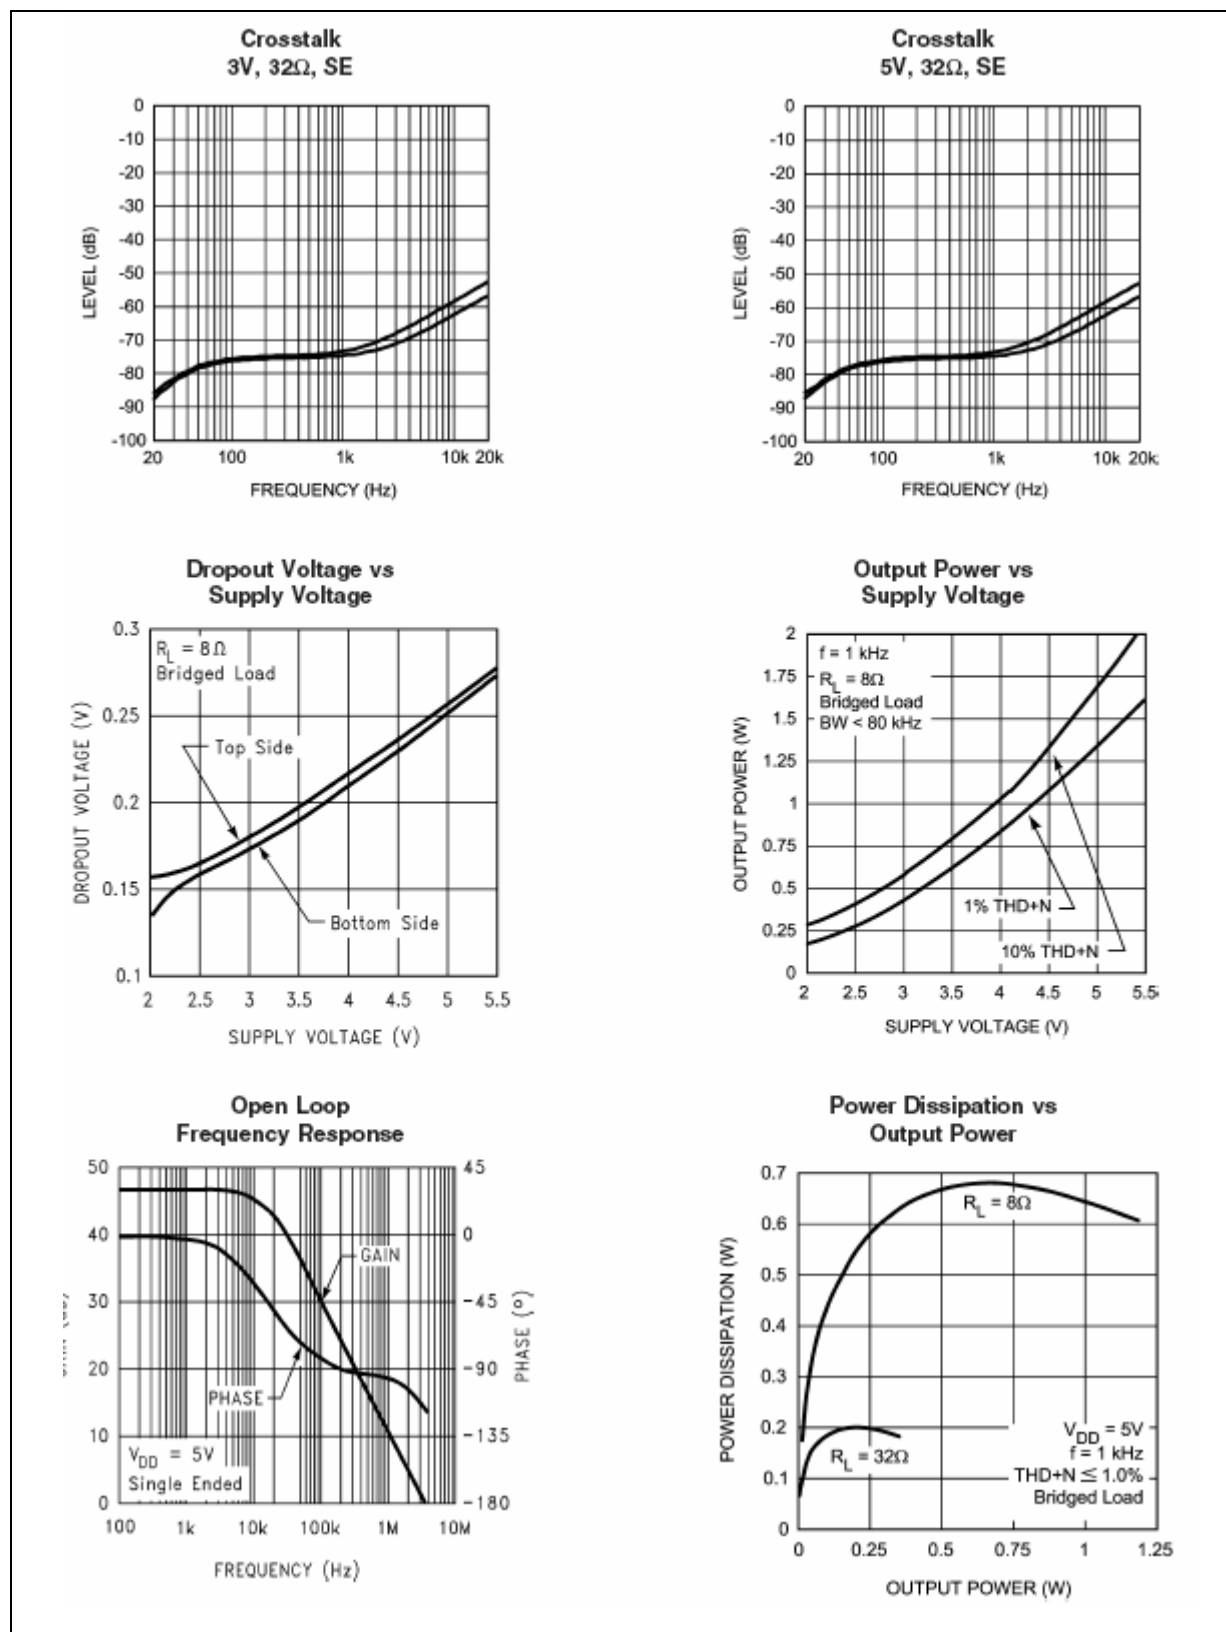 Crosstalk
3V, 32Ω, SE
0
-10
-20
-30
-40
-50
-60
-70
-80
-90
-100
LEVEL (dB)
20 100 1k 10k 20k
FREQUENCY (Hz)
Crosstalk
5V, 32Ω, SE
0
-10
-20
-30
-40
-50
-60
-70
-80
-90
-100
LEVEL (dB)
20 100 1k 10k 20k
FREQUENCY (Hz)
Dropout Voltage vs
Supply Voltage
0.3
0.25
0.2
0.15
0.1
DROPOUT VOLTAGE (V)
RL = 8Ω
Bridged Load
Top Side
Bottom Side
2 2.5 3 3.5 4 4.5 5 5.5
SUPPLY VOLTAGE (V)
Output Power vs
Supply Voltage
2
1.75
1.5
1.25
1
0.75
0.5
0.25
0
OUTPUT POWER (W)
f = 1 kHz
RL = 8Ω
Bridged Load
BW < 80 kHz
1% THD+N
10% THD+N
2 2.5 3 3.5 4 4.5 5 5.5
SUPPLY VOLTAGE (V)
Open Loop
Frequency Response
50
40
30
20
10
0
45
0
-45
-90
-135
-180
PHASE (°)
GAIN
PHASE
VDD = 5V
Single Ended
100 1k 10k 100k 1M 10M
FREQUENCY (Hz)
Power Dissipation vs
Output Power
0.7
0.6
0.5
0.4
0.3
0.2
0.1
0
POWER DISSIPATION (W)
RL = 8Ω
RL = 32Ω
VDD = 5V
f = 1 kHz
THD+N ≤ 1.0%
Bridged Load
0 0.25 0.5 0.75 1 1.25
OUTPUT POWER (W)